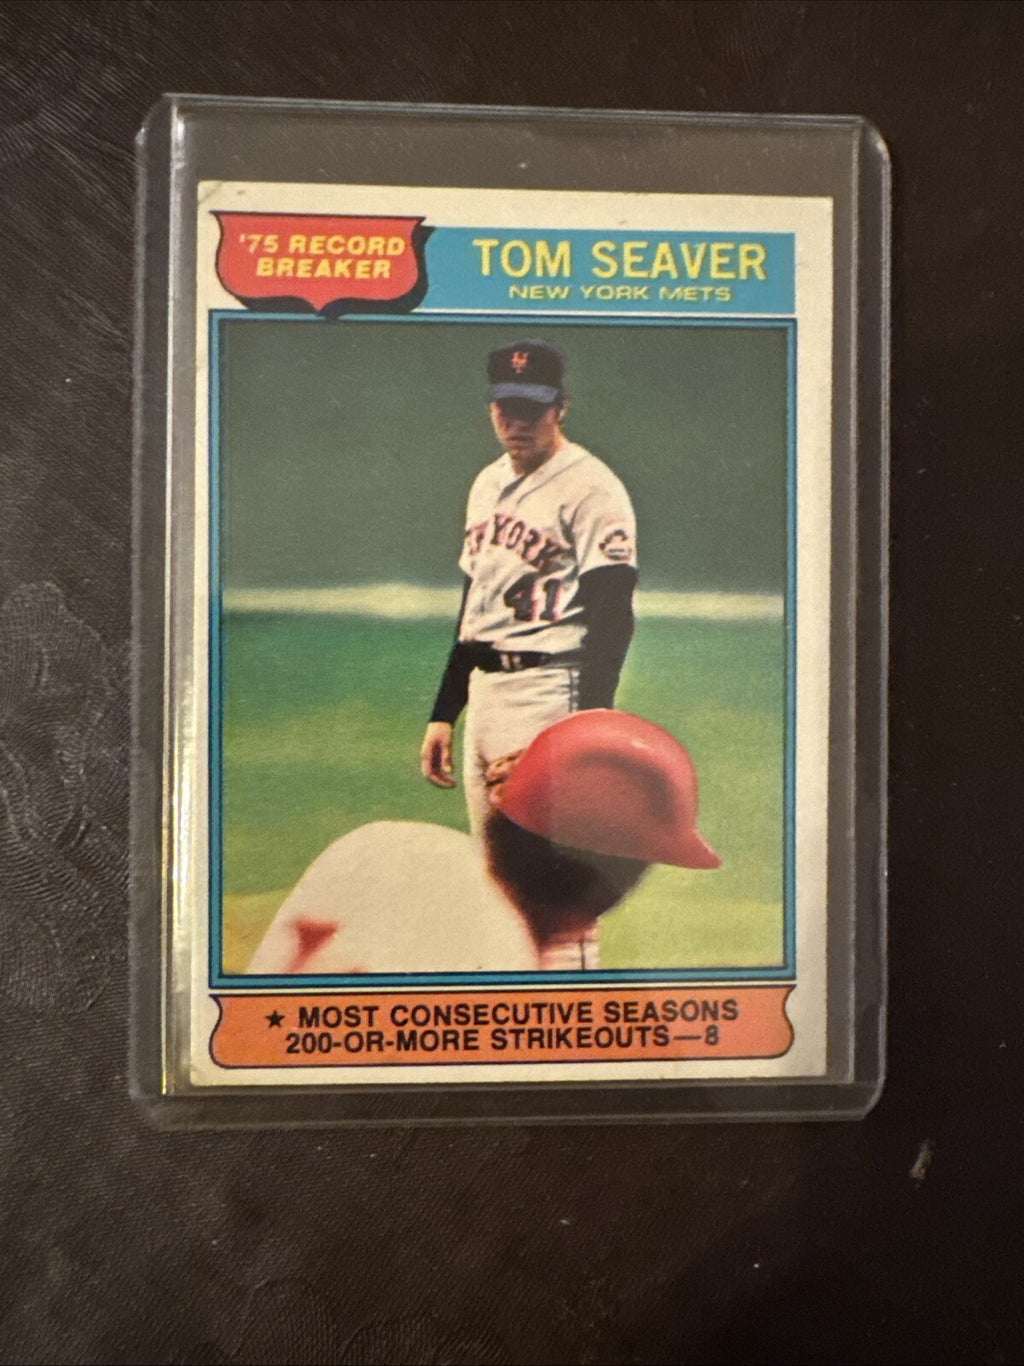 '75 RECORD
BREAKER
TOM SEAVER
NEW YORK METS
NEW YORK
41
★ MOST CONSECUTIVE SEASONS
200-OR-MORE STRIKEOUTS—8